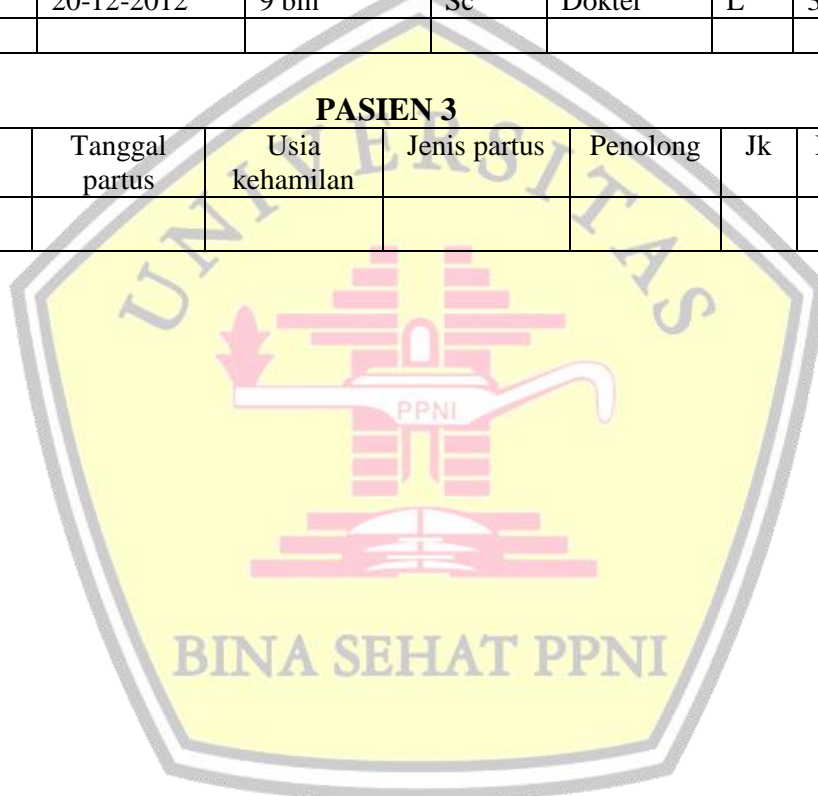 20-12-2012 9 bln Sc Dokter L
PASIEN 3
Tanggal partus Usia kehamilan Jenis partus Penolong Jk
UNIVERSITAS
PPNI
BINA SEHAT PPNI